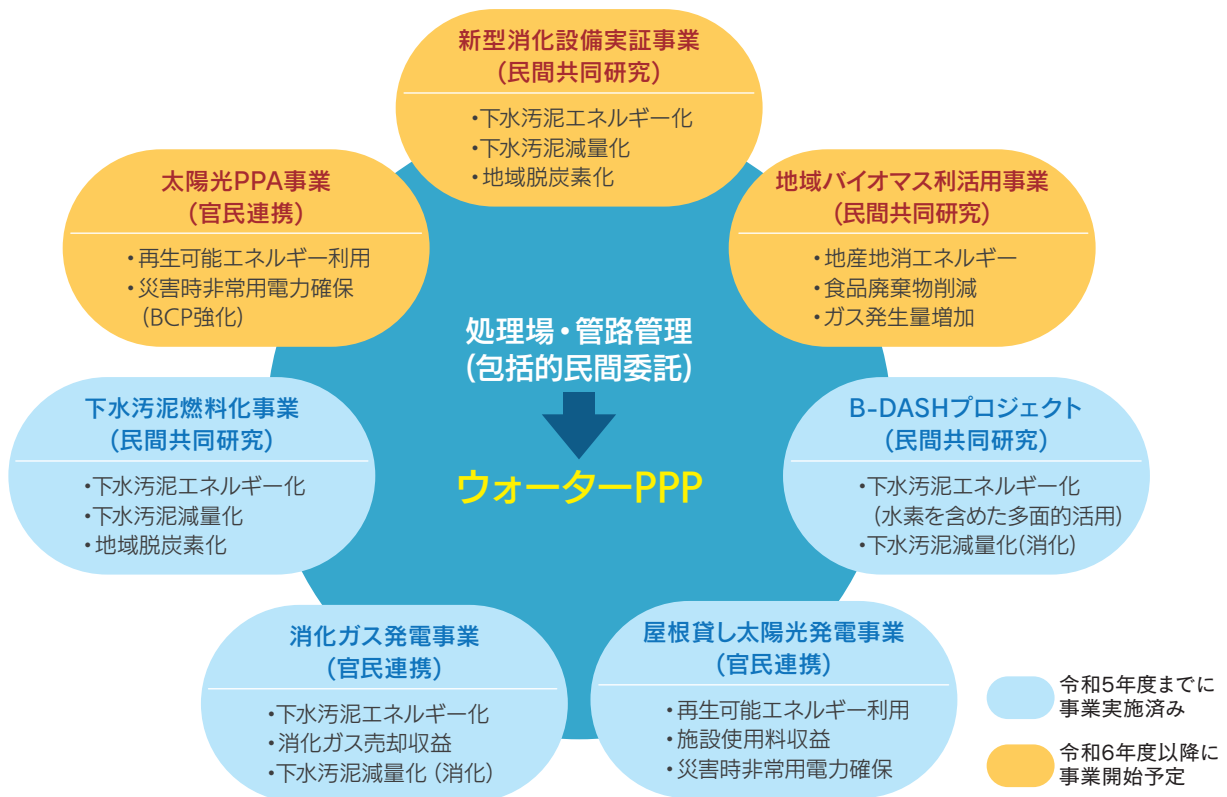 新型消化設備実証事業
(民間共同研究)
・下水汚泥エネルギー化
・下水汚泥減量化
・地域脱炭素化
太陽光PPA事業
(官民連携)
・再生可能エネルギー利用
・災害時非常用電力確保
(BCP強化)
地域バイオマス利活用事業
(民間共同研究)
・地産地消エネルギー
・食品廃棄物削減
・ガス発生量増加
処理場・管路管理
(包括的民間委託)
ウォーターPPP
下水汚泥燃料化事業
(民間共同研究)
・下水汚泥エネルギー化
・下水汚泥減量化
・地域脱炭素化
B-DASHプロジェクト
(民間共同研究)
・下水汚泥エネルギー化
(水素を含めた多面的活用)
・下水汚泥減量化(消化)
消化ガス発電事業
(官民連携)
・下水汚泥エネルギー化
・消化ガス売却収益
・下水汚泥減量化 (消化)
屋根貸し太陽光発電事業
(官民連携)
・再生可能エネルギー利用
・施設使用料収益
・災害時非常用電力確保
令和5年度までに
事業実施済み
令和6年度以降に
事業開始予定